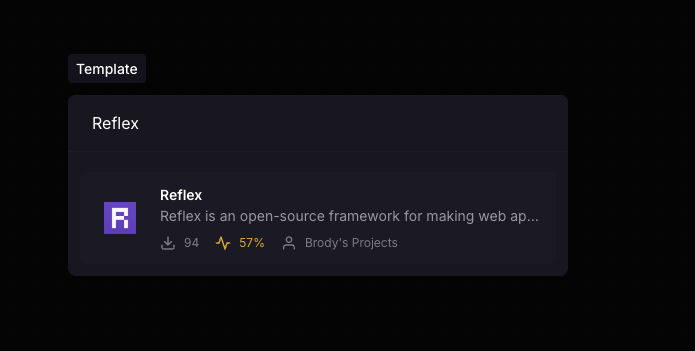 Template
Reflex
Reflex
Reflex is an open-source framework for making web ap...
94 57% Brody's Projects